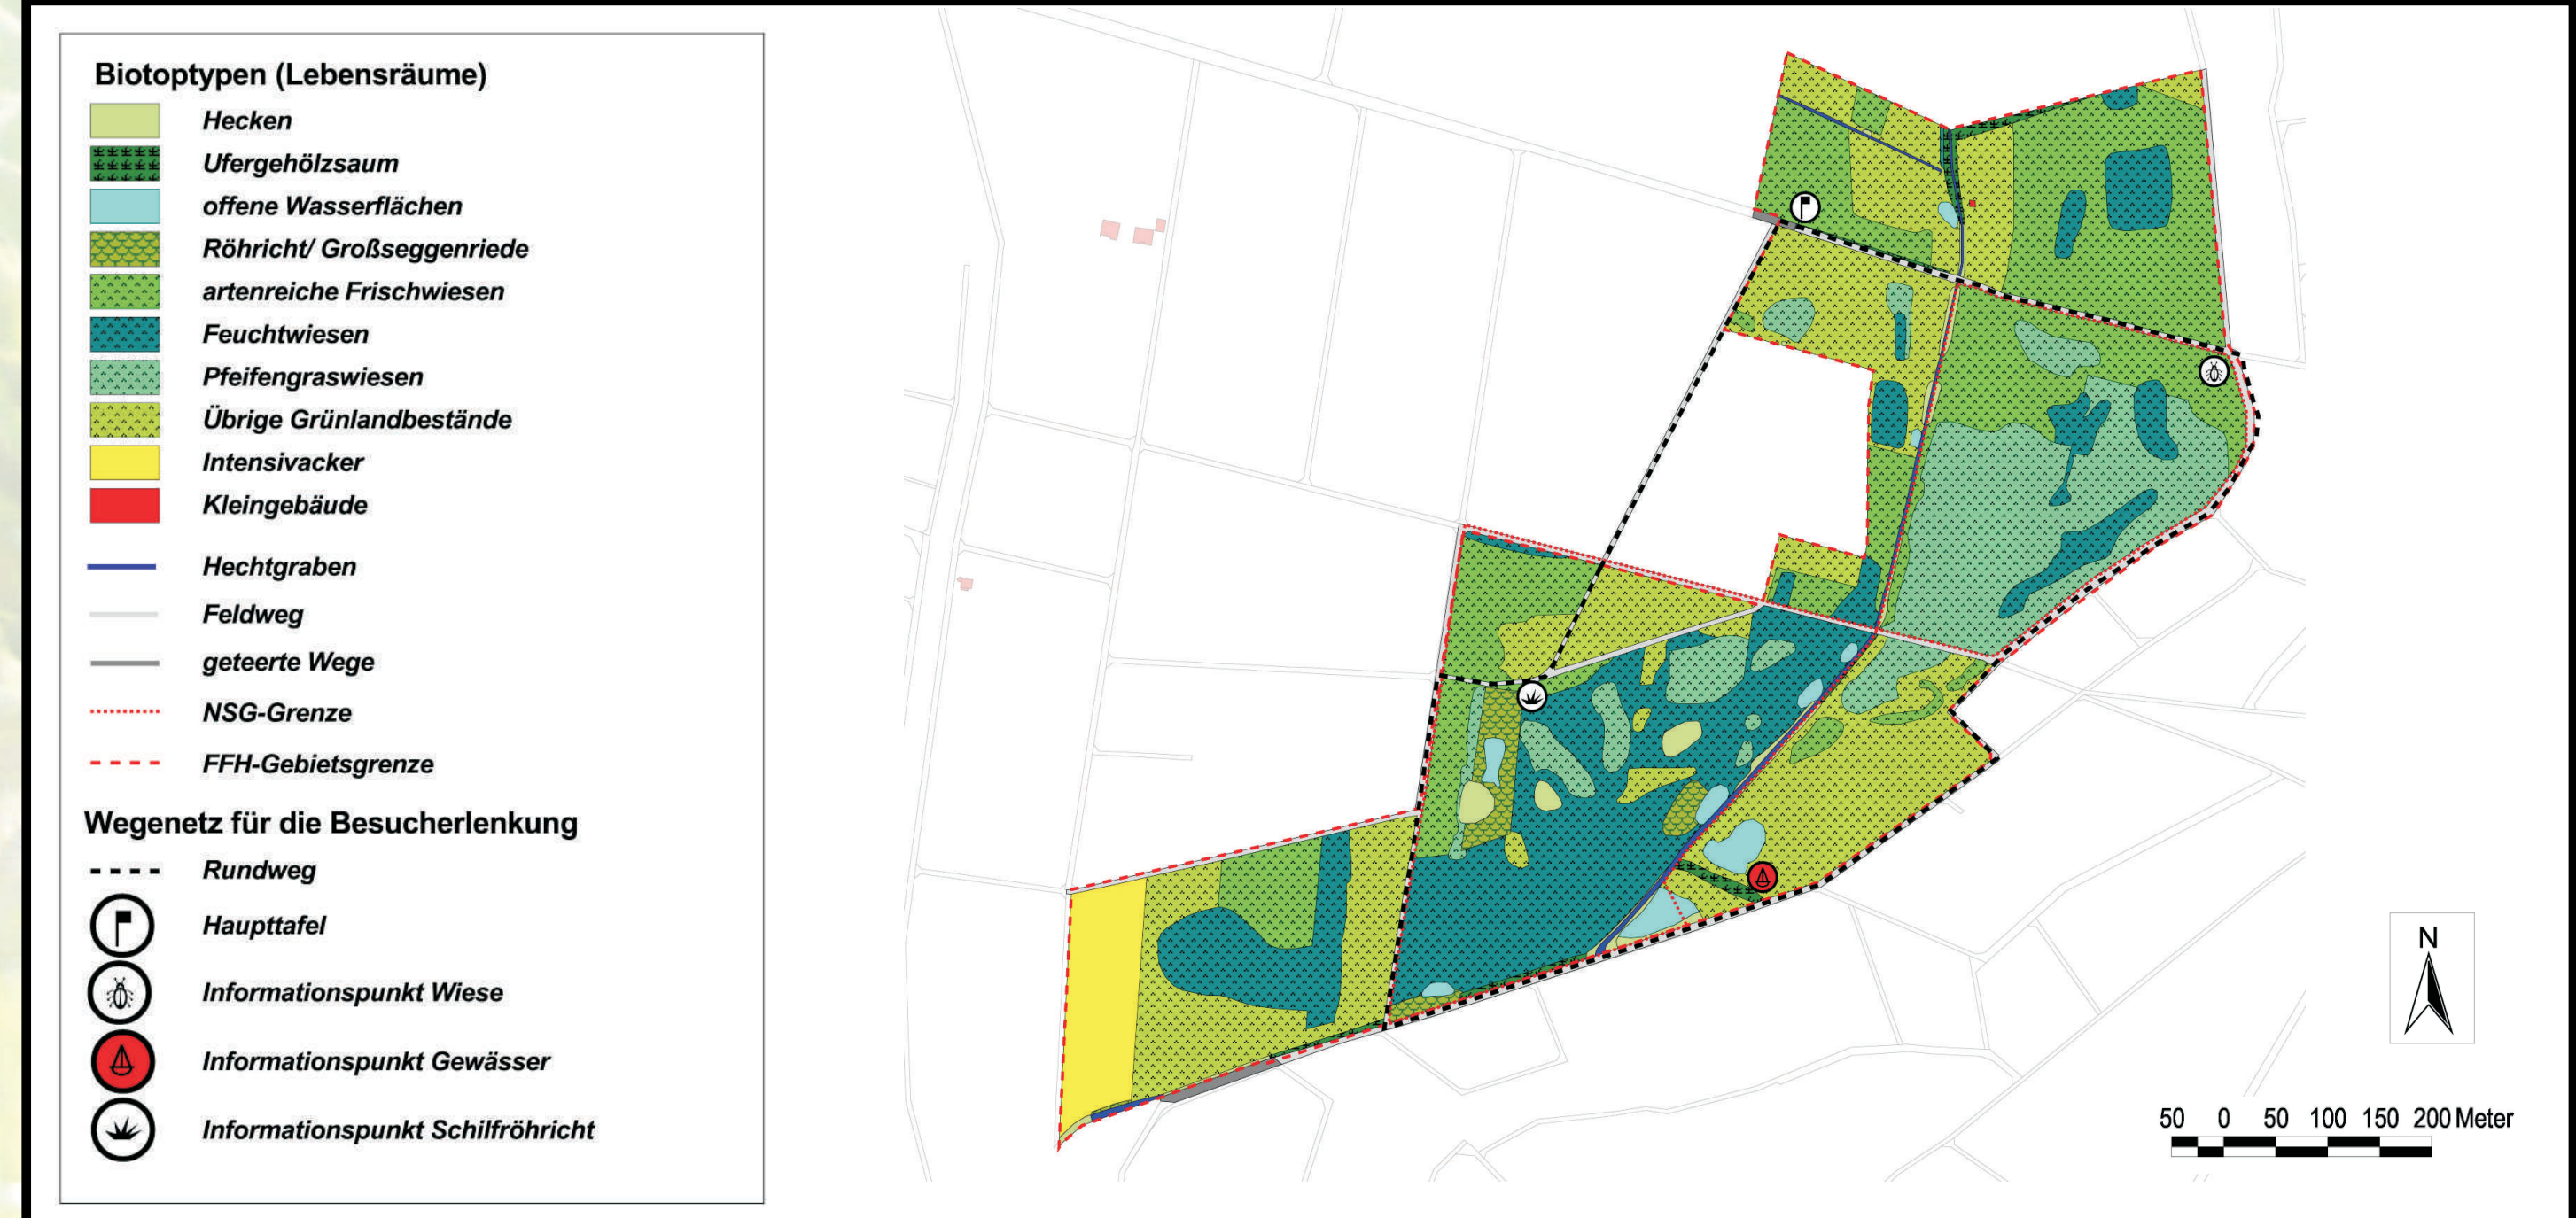 Biotoptypen (Lebensräume)
Hecken
Ufergehölzsaum
offene Wasserflächen
Röhricht/ Großseggenriede
artenreiche Frischwiesen
Feuchtwiesen
Pfeifengraswiesen
Übrige Grünlandbestände
Intensivacker
Kleingebäude
Hechtgraben
Feldweg
geteerte Wege
NSG-Grenze
FFH-Gebietsgrenze
Wegenetz für die Besucherlenkung
Rundweg
Haupttafel
Informationspunkt Wiese
Informationspunkt Gewässer
Informationspunkt Schilfröhricht
N
50 0 50 100 150 200 Meter